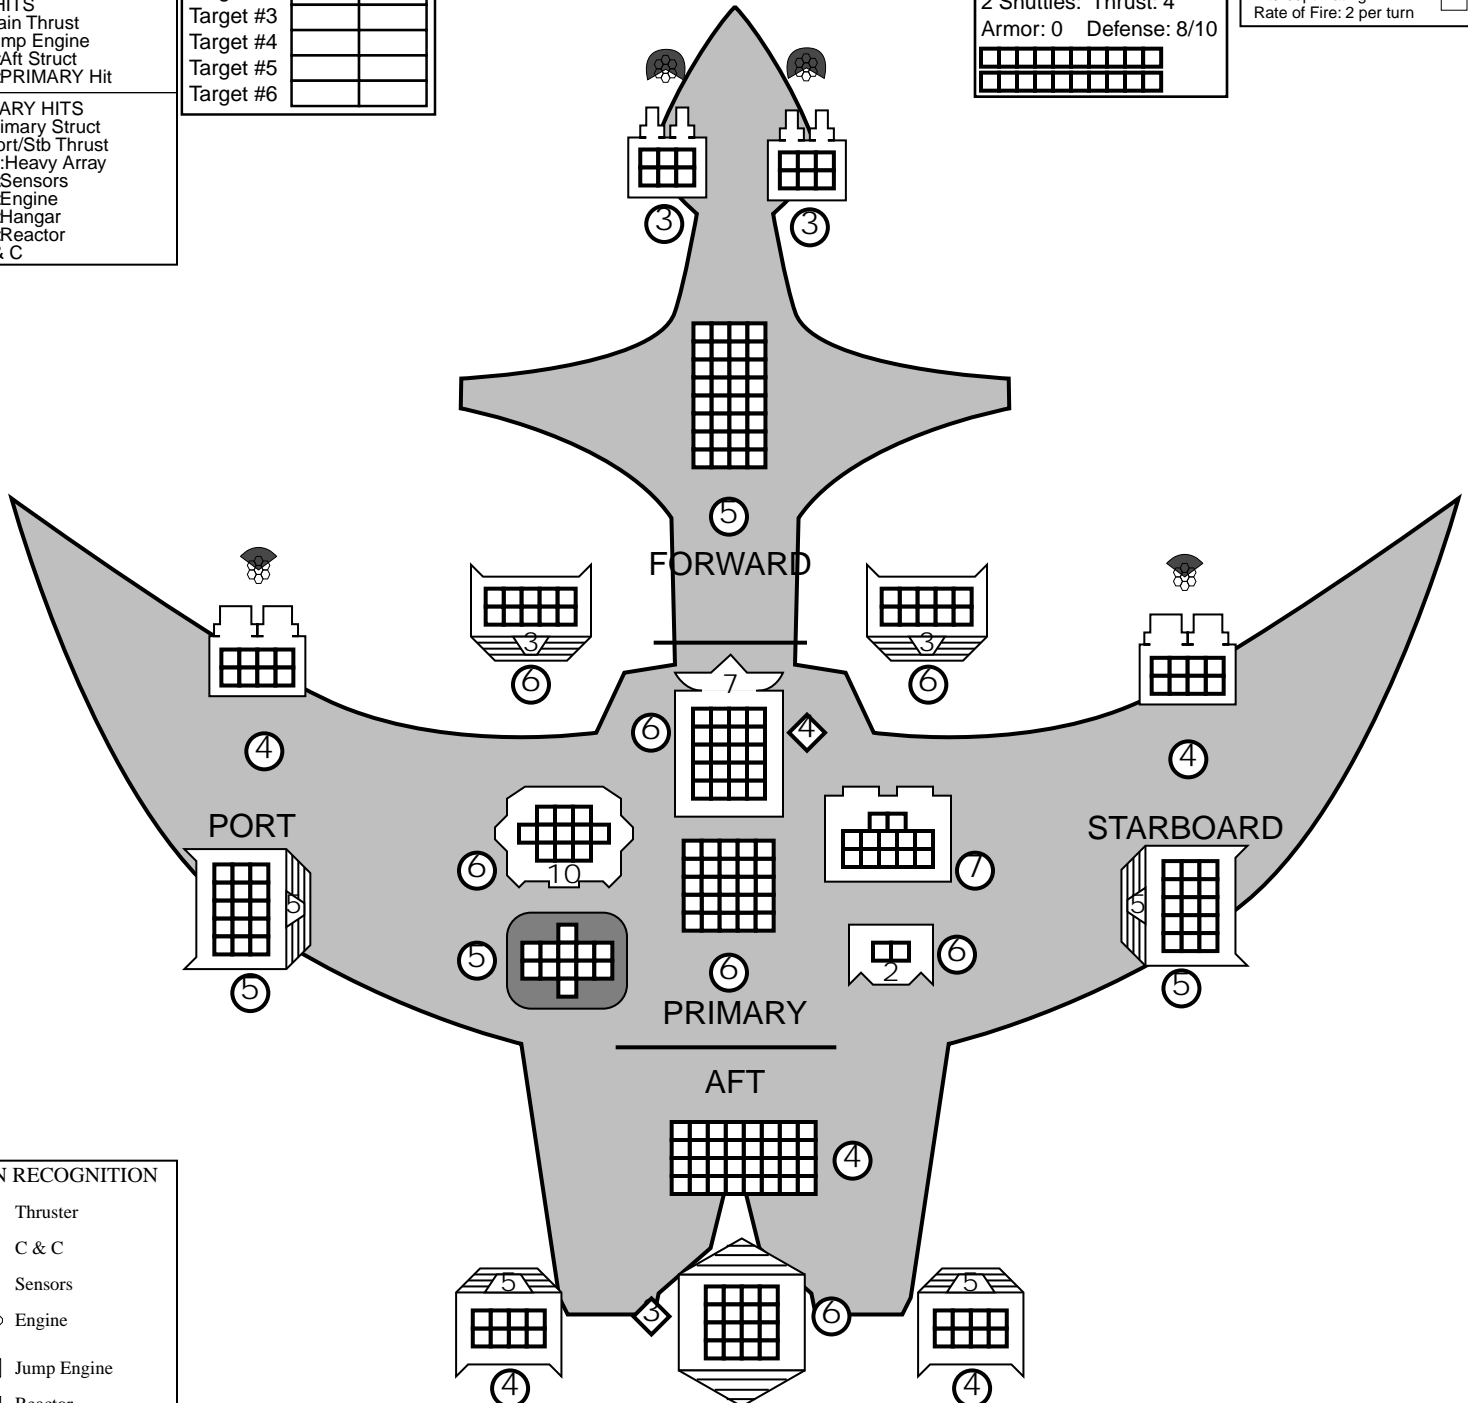 HITS
ain Thrust
mp Engine
:Aft Struct
:PRIMARY Hit
ARY HITS
imary Struct
ort/Stb Thrust
:Heavy Array
:Sensors
:Engine
:Hangar
:Reactor
& C
Target #3
Target #4
Target #5
Target #6
2 Shuttles: Thrust: 4
Armor: 0 Defense: 8/10
Rate of Fire: 2 per turn
3
3
5
FORWARD
3
3
6
6
7
6
4
4
4
PORT
STARBOARD
6
10
7
5
5
5
6
2
6
5
5
PRIMARY
AFT
4
5
5
3
6
4
4
N RECOGNITION
Thruster
C & C
Sensors
Engine
Jump Engine